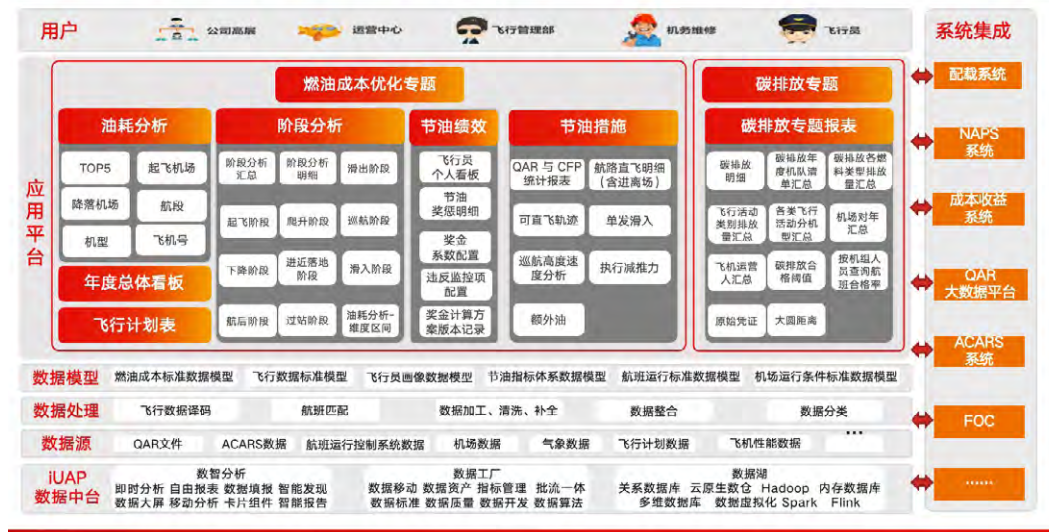 用户
公司高层
运营中心
飞行管理部
机务维修
飞行员
系统集成
应用平台
燃油成本优化专题
油耗分析
TOP5
起飞机场
降落机场
航段
机型
飞机号
年度总体看板
飞行计划表
阶段分析
阶段分析
汇总
阶段分析
明细
滑出阶段
起飞阶段
爬升阶段
巡航阶段
下降阶段
进近落地
阶段
滑入阶段
航后阶段
过站阶段
油耗分析-
维度区间
节油绩效
飞行员
个人看板
节油
奖惩明细
奖金
系数配置
违反监控项
配置
奖金计算方
案版本记录
节油措施
QAR 与 CFP
统计报表
航路直飞明细
(含进离场)
可直飞轨迹
单发滑入
巡航高度速
度分析
执行减推力
额外油
碳排放专题
碳排放专题报表
碳排放
明细
碳排放年
度机队清
单汇总
碳排放各燃
料类型排放
量汇总
飞行活动
类别排放
量汇总
各类飞行
活动分机
型汇总
机场对年
汇总
飞机运营
人汇总
碳排放合
格阈值
按机组人
员查询航
班合格率
原始凭证
大圆距离
配载系统
NAPS
系统
成本收益
系统
QAR
大数据平台
ACARS
系统
FOC
......
数据模型
燃油成本标准数据模型
飞行数据标准模型
飞行员画像数据模型
节油指标体系数据模型
航班运行标准数据模型
机场运行条件标准数据模型
数据处理
飞行数据译码
航班匹配
数据加工、清洗、补全
数据整合
数据分类
数据源
QAR文件
ACARS数据
航班运行控制系统数据
机场数据
气象数据
飞行计划数据
飞机性能数据
...
iUAP
数据中台
数智分析
即时分析 自由报表 数据填报 智能发现
数据大屏 移动分析 卡片组件 智能报告
数据工厂
数据移动 数据资产 指标管理 批流一体
数据标准 数据质量 数据开发 数据算法
数据湖
关系数据库 云原生数仓 Hadoop 内存数据库
多维数据库 数据虚拟化 Spark Flink